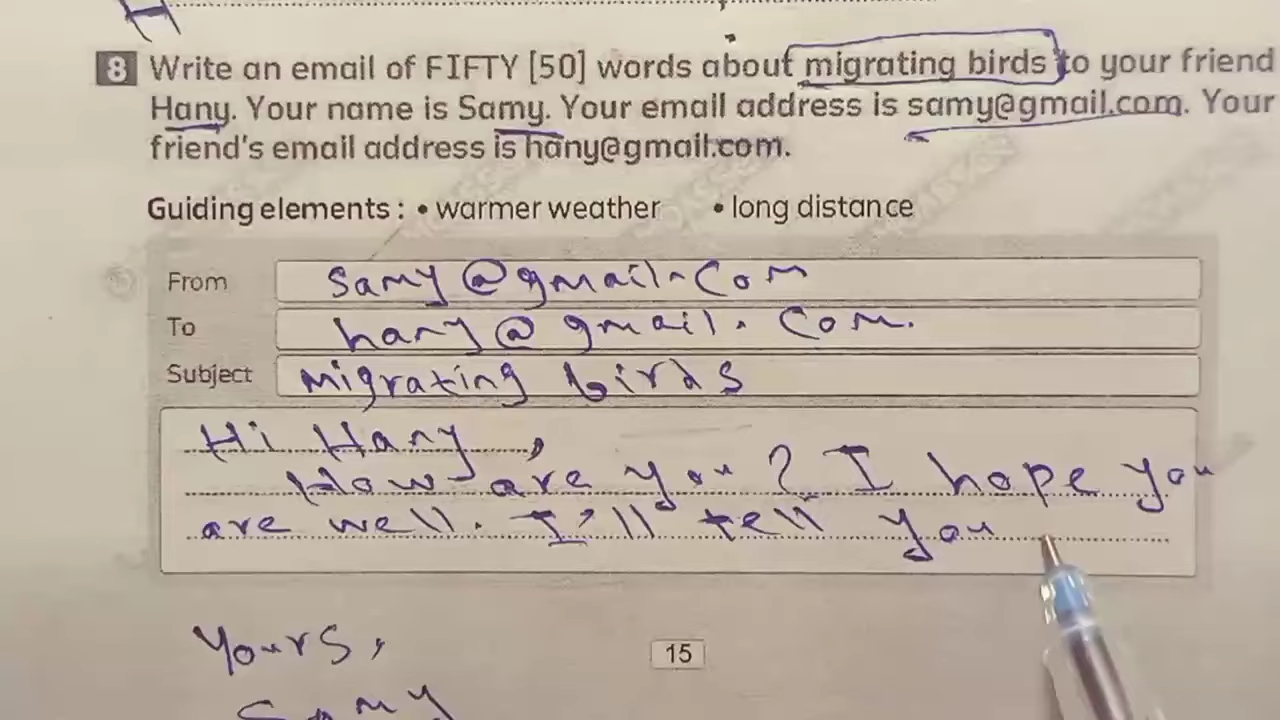 8 Write an email of FIFTY [50] words about migrating birds to your friend
Hany. Your name is Samy. Your email address is samy@gmail.com. Your
friend's email address is hany@gmail.com.
Guiding elements : • warmer weather • long distance
From samy@gmail.com
To hany@gmail.com.
Subject Migrating birds
Hi Hany,
How are you? I hope you
are well. I'll tell you
Yours,
15
Samy